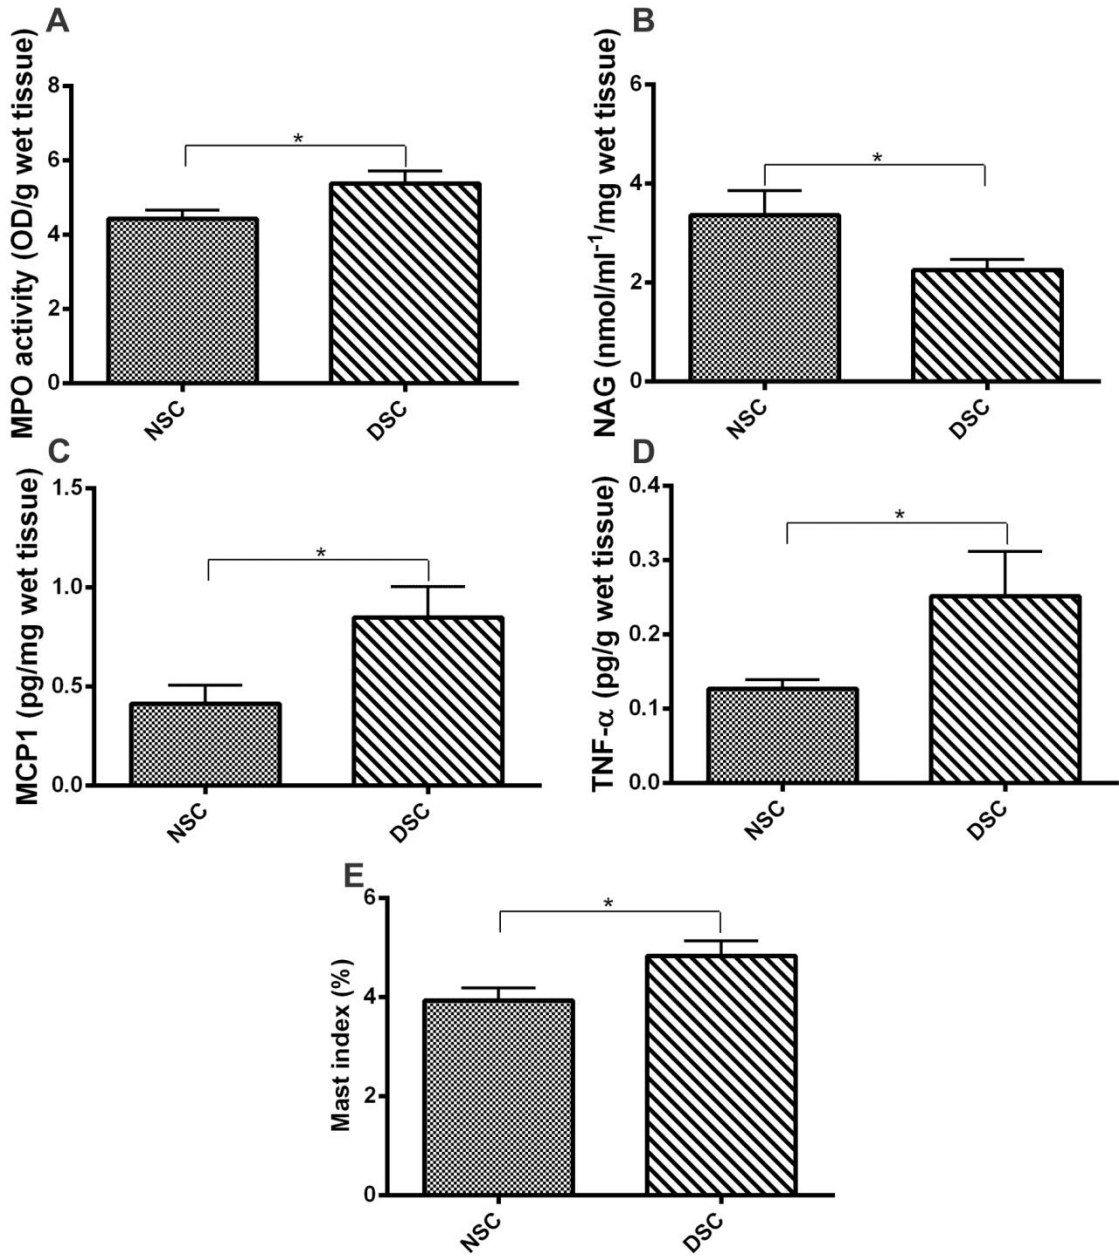 A
MPO activity (OD/g wet tissue)
8
6
4
2
0
*
NSC
DSC
B
NAG (nmol/ml⁻¹/mg wet tissue)
6
4
2
0
*
NSC
DSC
C
MCP1 (pg/mg wet tissue)
1.5
1.0
0.5
0.0
*
NSC
DSC
D
TNF-α (pg/g wet tissue)
0.4
0.3
0.2
0.1
0.0
*
NSC
DSC
E
Mast index (%)
6
4
2
0
*
NSC
DSC